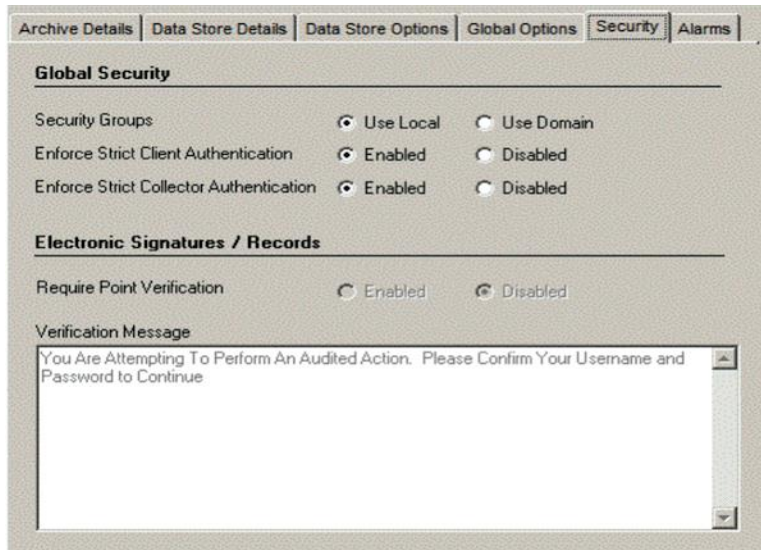 Archive Details Data Store Details Data Store Options Global Options Security Alarms
Global Security
Security Groups Use Local Use Domain
Enforce Strict Client Authentication Enabled Disabled
Enforce Strict Collector Authentication Enabled Disabled
Electronic Signatures / Records
Require Point Verification Enabled Disabled
Verification Message
You Are Attempting To Perform An Audited Action. Please Confirm Your Username and
Password to Continue